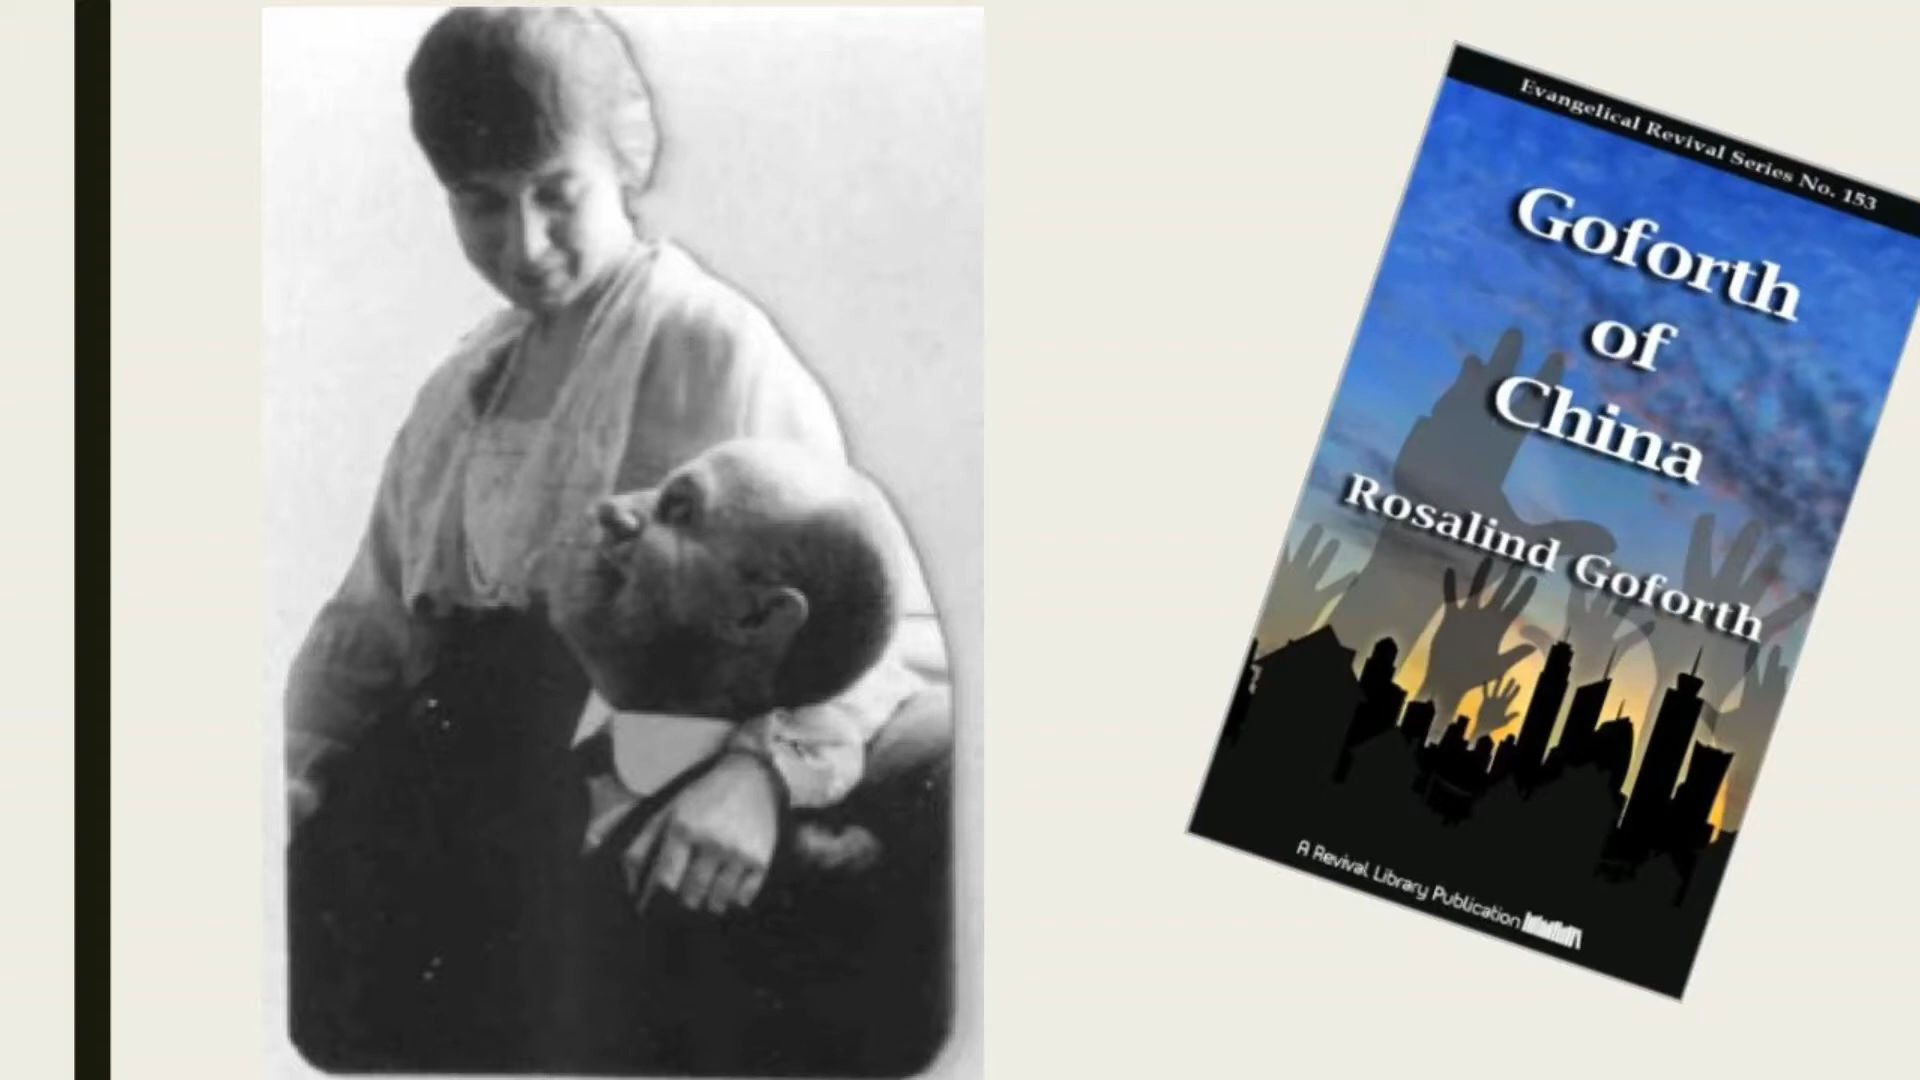 Evangelical Revival Series No. 153
Goforth
of
China
Rosalind Goforth
A Revival Library Publication